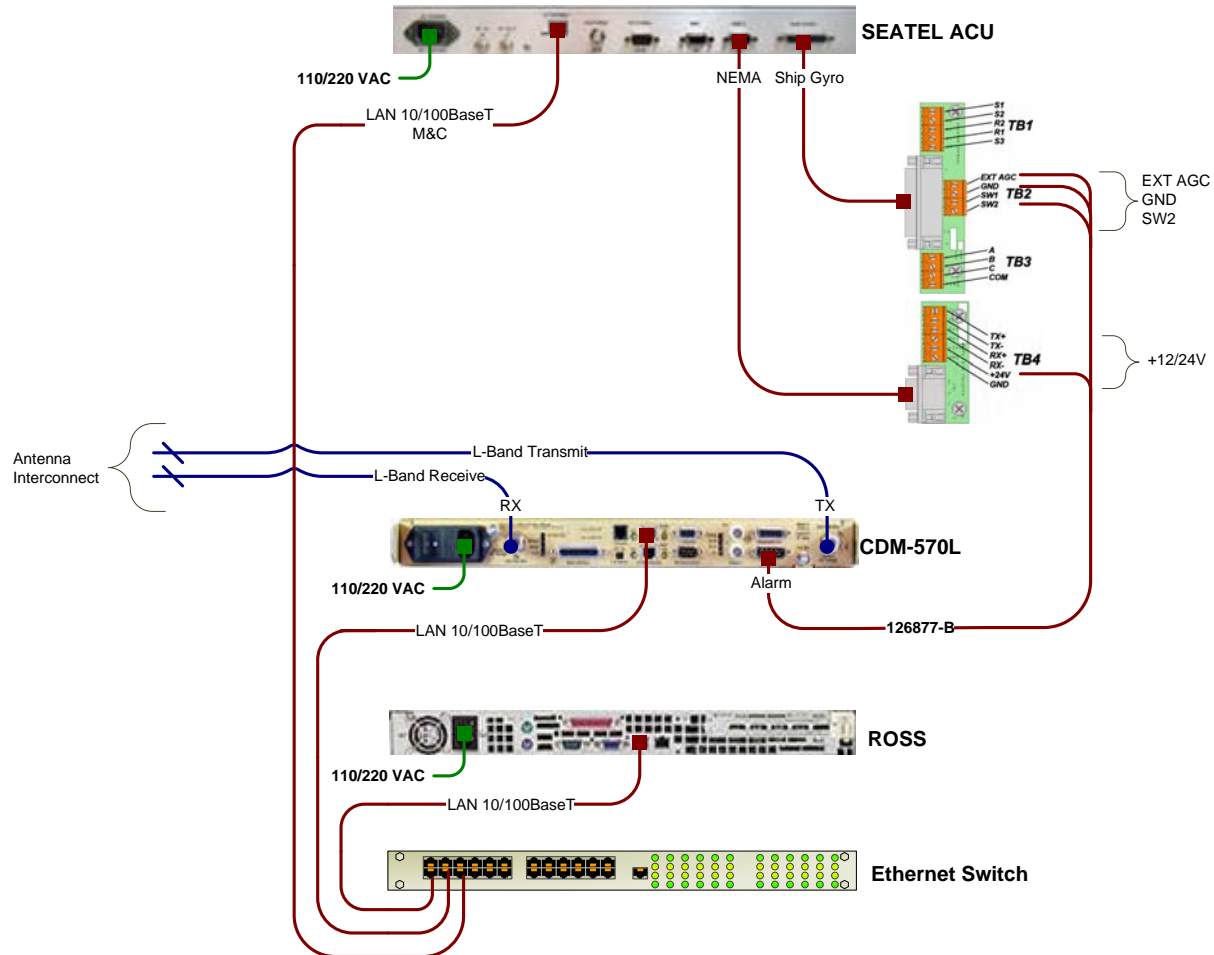 SEATEL ACU
110/220 VAC
NEMA
Ship Gyro
LAN 10/100BaseT
M&C
S1
S2
R2
R1
S3
TB1
EXT AGC
GND
SW1
SW2
TB2
EXT AGC
GND
SW2
A
B
C
COM
TB3
TX+
TX-
RX+
RX-
+24V
GND
TB4
+12/24V
Antenna
Interconnect
L-Band Transmit
L-Band Receive
RX
TX
CDM-570L
110/220 VAC
Alarm
LAN 10/100BaseT
126877-B
ROSS
110/220 VAC
LAN 10/100BaseT
Ethernet Switch